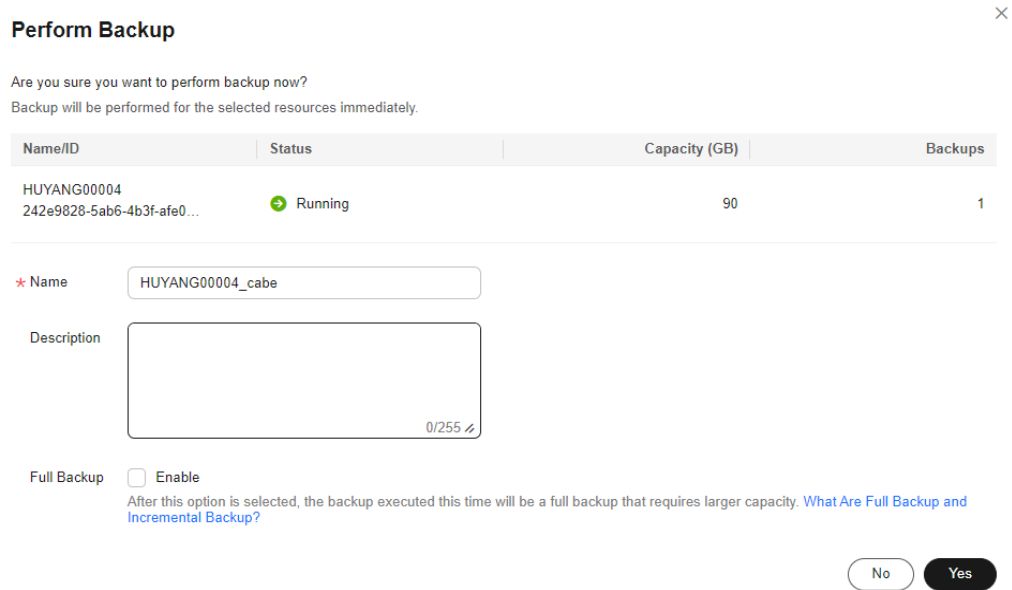 Perform Backup
Are you sure you want to perform backup now?
Backup will be performed for the selected resources immediately.
Name/ID Status Capacity (GB) Backups
HUYANG00004
242e9828-5ab6-4b3f-afe0...
Running 90 1
* Name HUYANG00004_cabe
Description
0/255
Full Backup Enable
After this option is selected, the backup executed this time will be a full backup that requires larger capacity. What Are Full Backup and
Incremental Backup?
No Yes